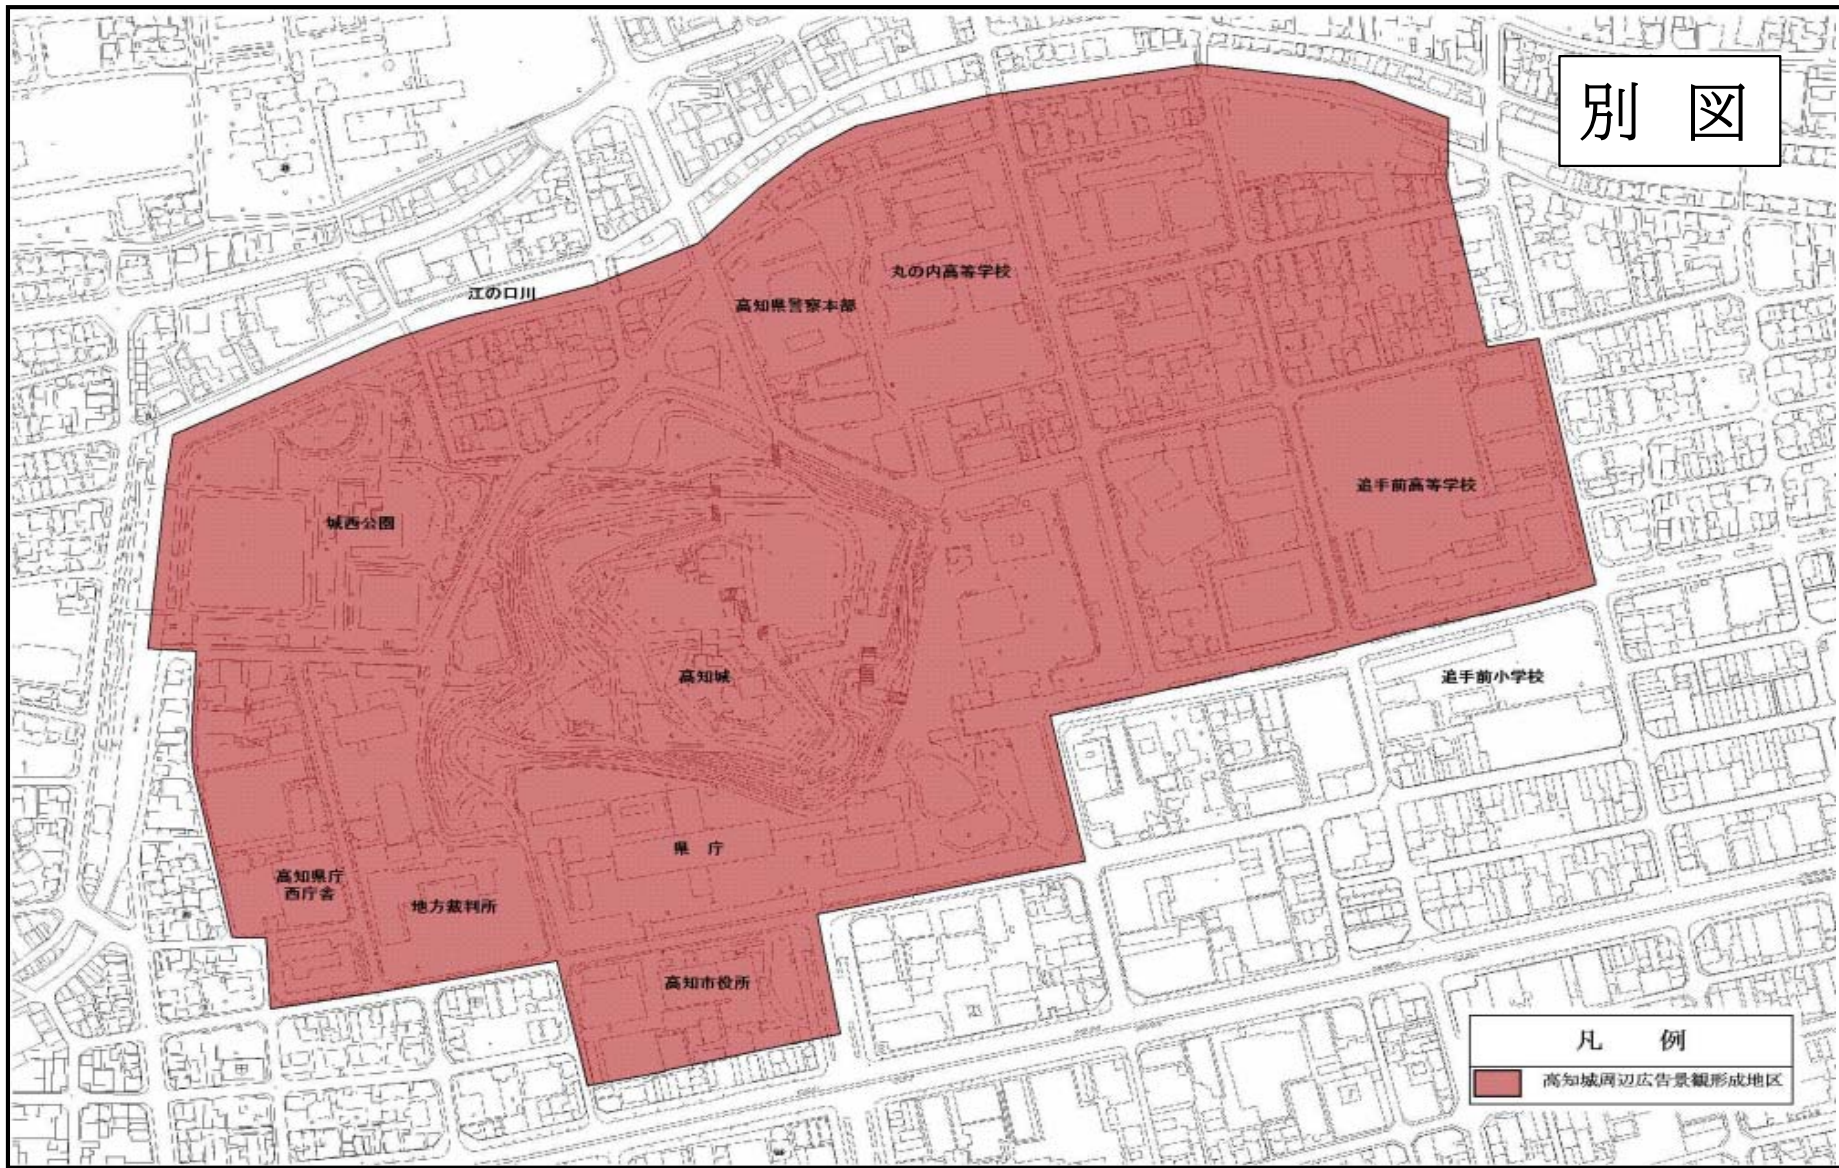 別 図
丸の内高等学校
江の口川
高知県警察本部
追手前高等学校
城西公園
高知城
追手前小学校
県 庁
高知県庁
西庁舎
地方裁判所
高知市役所
凡 例
高知城周辺広告景観形成地区